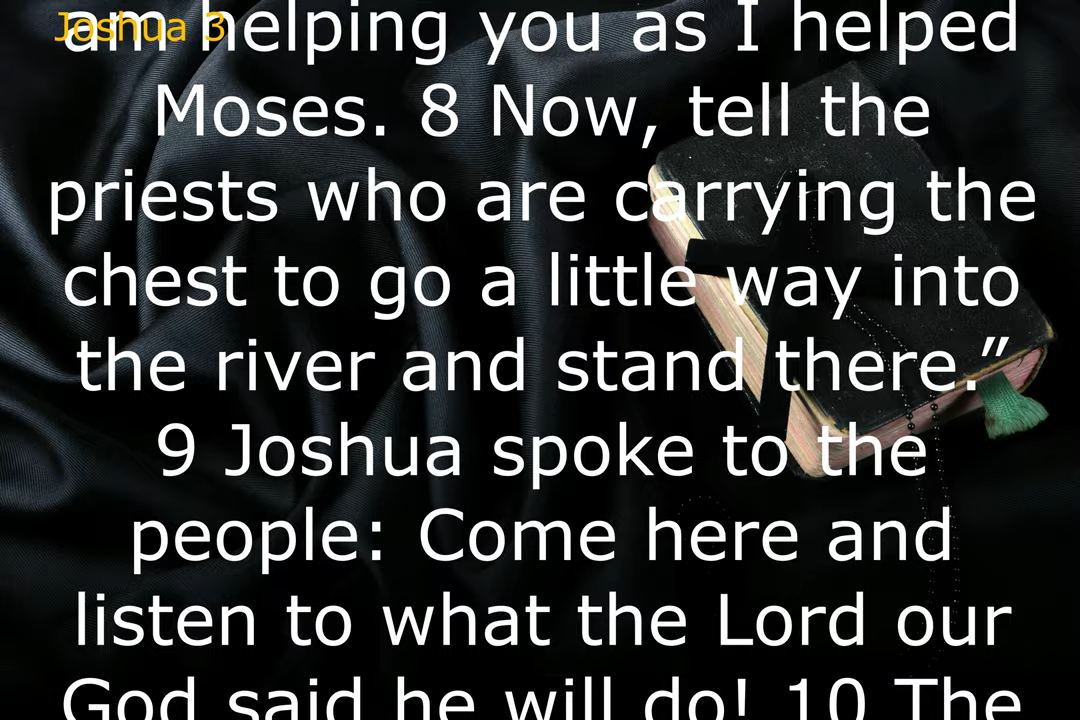 Joshua 3
am helping you as I helped
Moses. 8 Now, tell the
priests who are carrying the
chest to go a little way into
the river and stand there.”
9 Joshua spoke to the
people: Come here and
listen to what the Lord our
God said he will do! 10 The